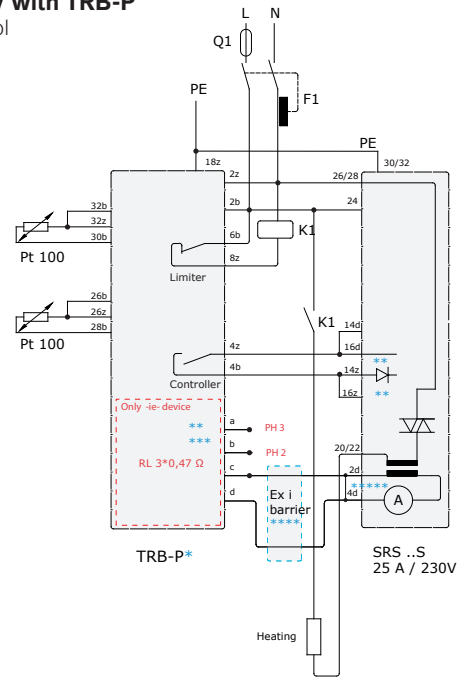 y with TRB-P
ol
L N
Q1
F1
PE
PE
18z
30/32
2z
26/28
2b
24
32b
32z
30b
Pt 100
6b
8z
K1
Limiter
26b
26z
28b
Pt 100
K1
14d
16d
4z
4b
14z
16z
**
**
Controller
Only -ie- device
**
***
RL 3*0,47 Ω
a
PH 3
b
PH 2
c
d
20/22
2d
*****
4d
A
Ex i
barrier
****
TRB-P*
SRS ..S
25 A / 230V
Heating